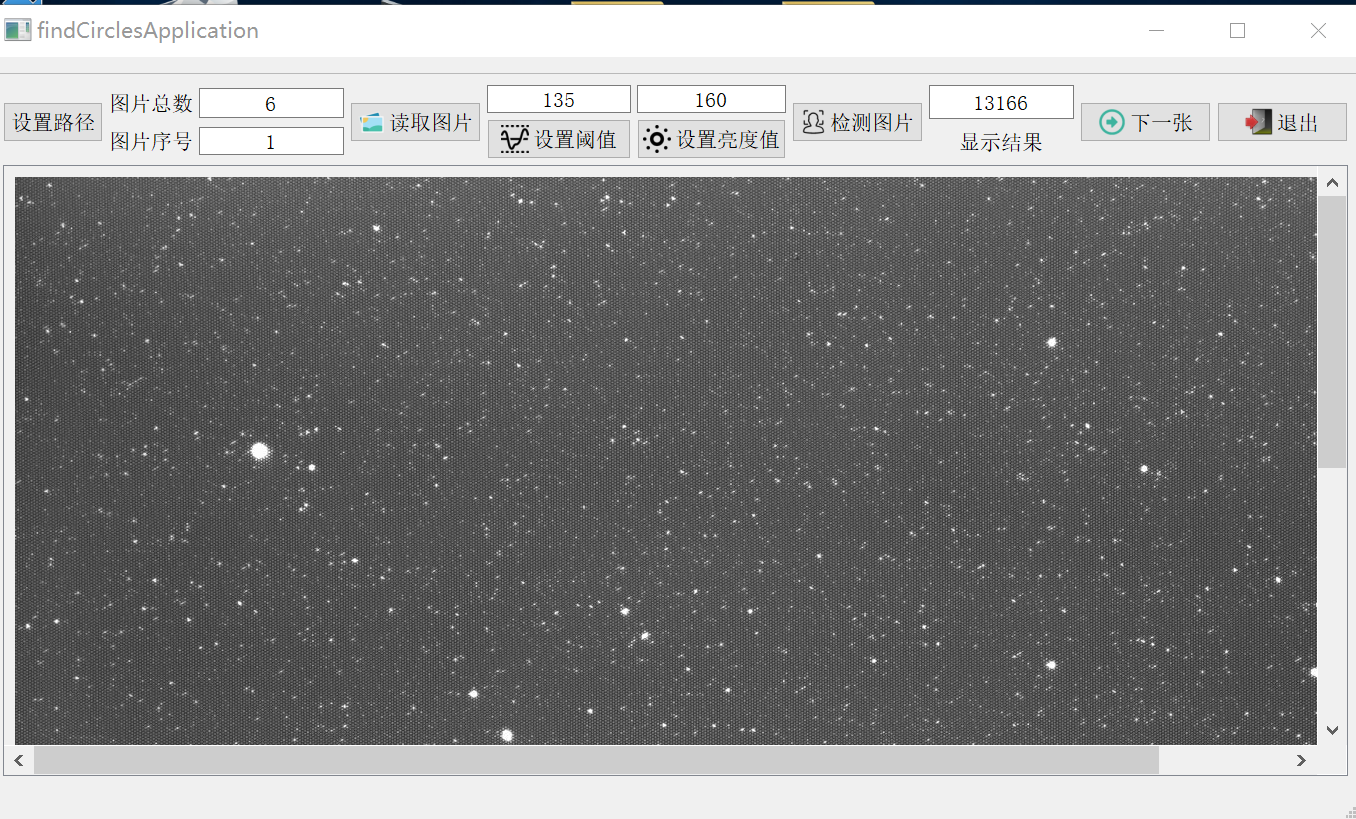 findCirclesApplication
设置路径
图片总数
6
图片序号
1
读取图片
135
设置阈值
160
设置亮度值
检测图片
13166
显示结果
下一张
退出